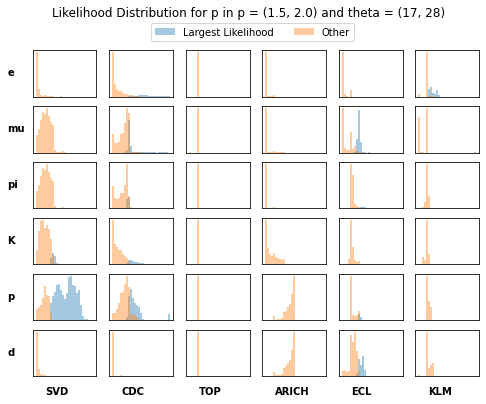 Likelihood Distribution for p in p = (1.5, 2.0) and theta = (17, 28)
Largest Likelihood Other
e
mu
pi
K
p
d
SVD CDC TOP ARICH ECL KLM